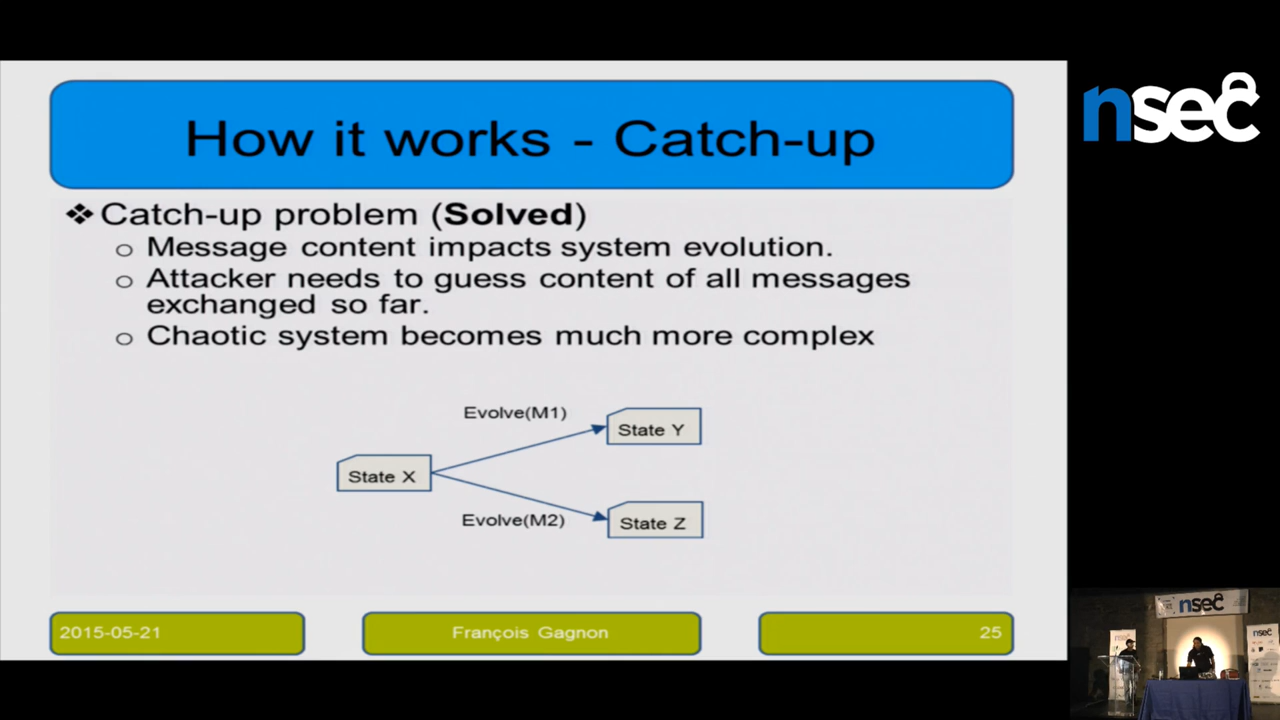 How it works - Catch-up
nsec
❖ Catch-up problem (Solved)
o Message content impacts system evolution.
o Attacker needs to guess content of all messages
exchanged so far.
o Chaotic system becomes much more complex
Evolve(M1)
State Y
State X
Evolve(M2)
State Z
2015-05-21
François Gagnon
25
nsec
nsec